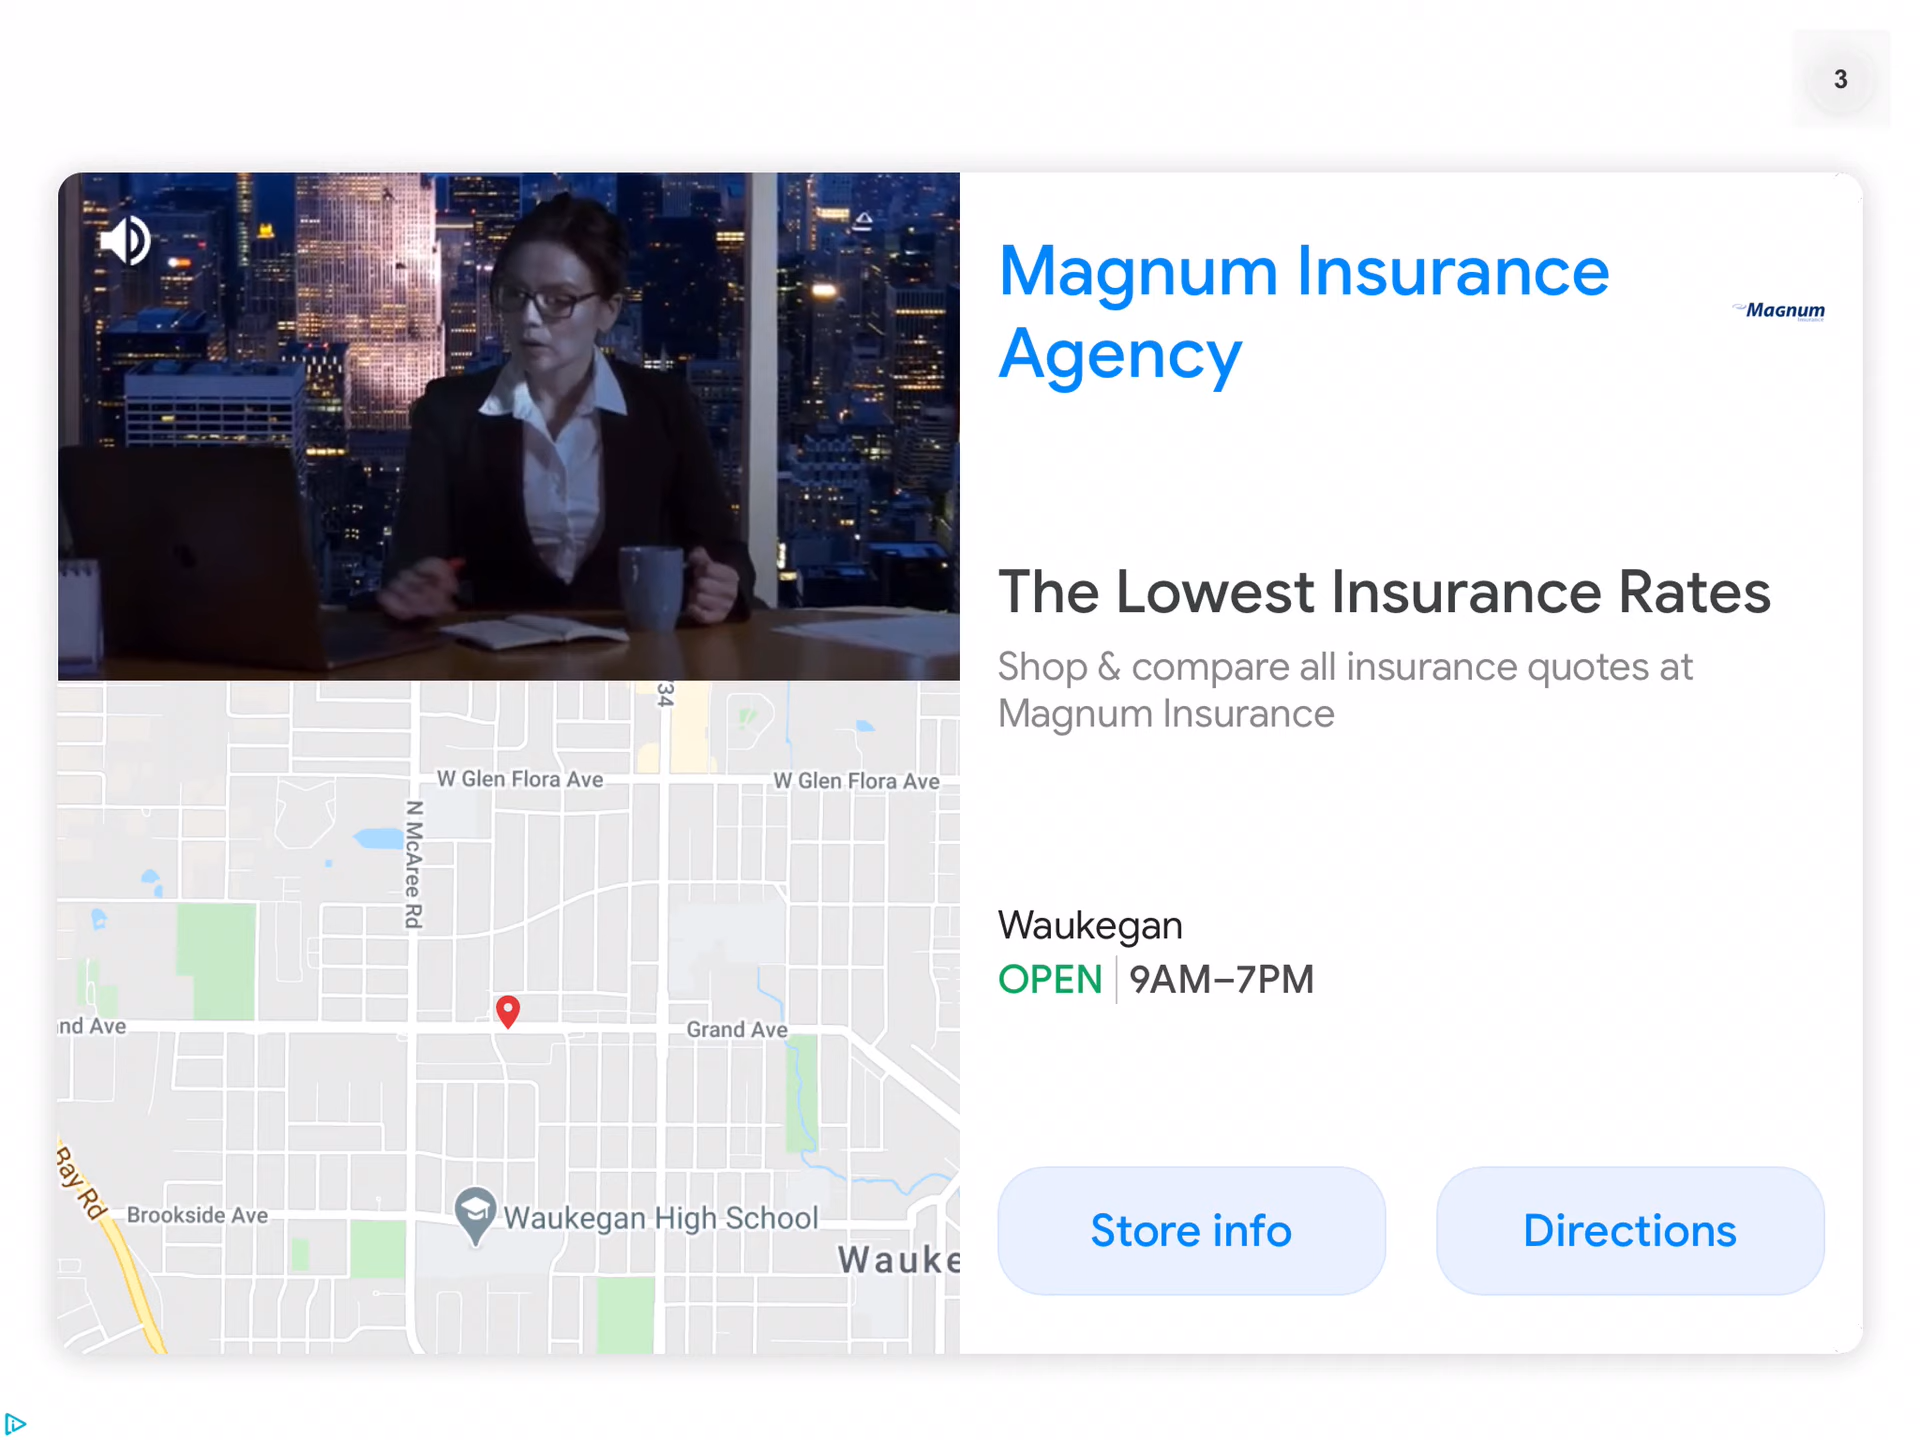 3
Magnum Insurance
Agency
Magnum
The Lowest Insurance Rates
Shop & compare all insurance quotes at
Magnum Insurance
Waukegan
OPEN 9AM–7PM
Store info
Directions
34
W Glen Flora Ave
W Glen Flora Ave
N McAree Rd
nd Ave
Grand Ave
Bay Rd
Brookside Ave
Waukegan High School
Wauke